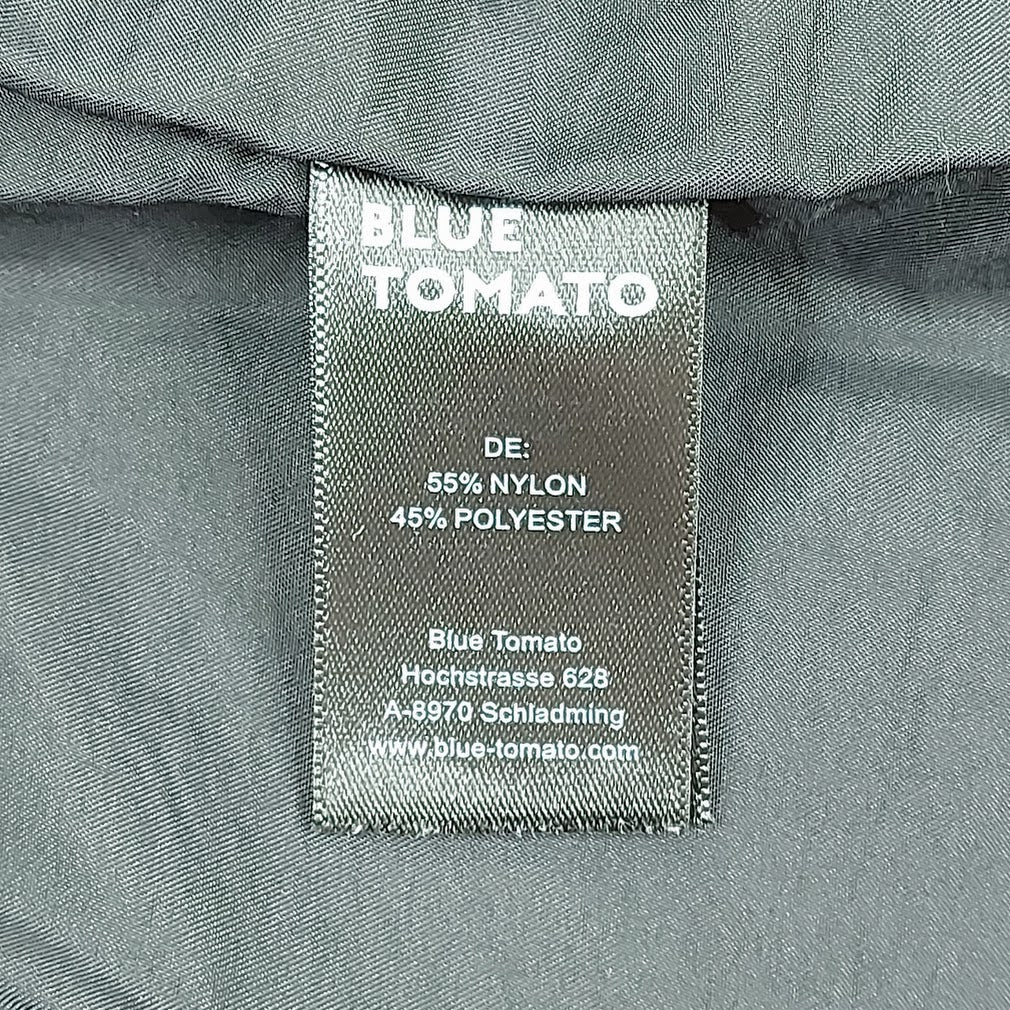 BLUE
TOMATO
DE:
55% NYLON
45% POLYESTER
Blue Tomato
Hochstrasse 628
A-8970 Schladming
www.blue-tomato.com